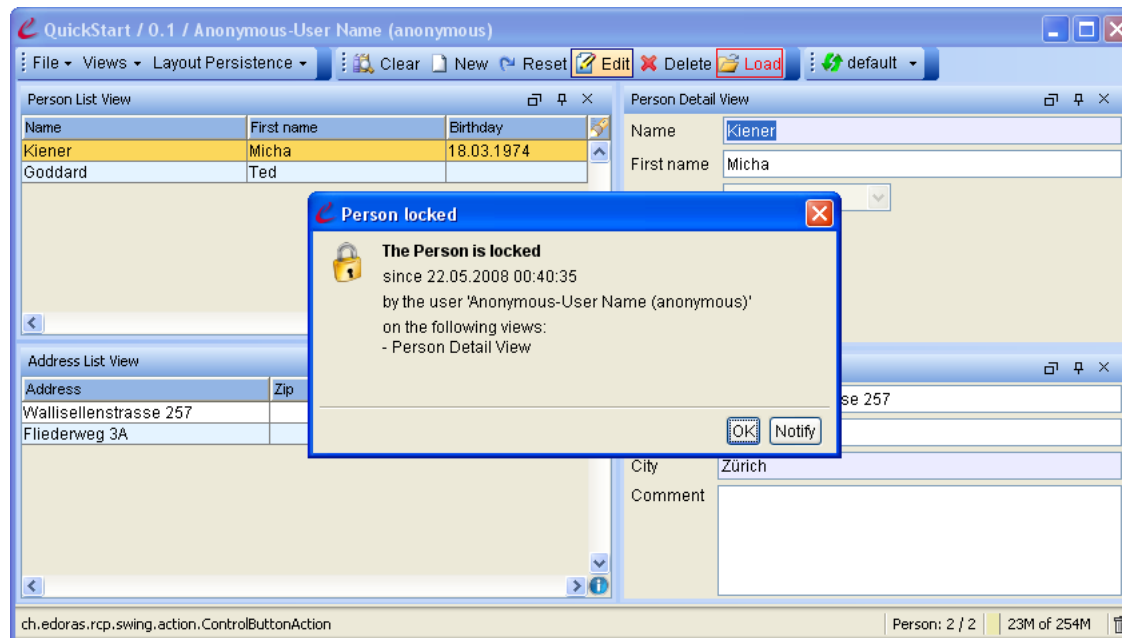 QuickStart / 0.1 / Anonymous-User Name (anonymous)
File Views Layout Persistence Clear New Reset Edit Delete Load default
Person List View
Name First name Birthday
Kiener Micha 18.03.1974
Goddard Ted
Person Detail View
Name Kiener
First name Micha
Person locked
The Person is locked
since 22.05.2008 00:40:35
by the user 'Anonymous-User Name (anonymous)'
on the following views:
- Person Detail View
OK Notify
Address List View
Address Zip
Wallisellenstrasse 257
Fliederweg 3A
se 257
City Zürich
Comment
ch.edoras.rcp.swing.action.ControlButtonAction Person: 2 / 2 23M of 254M